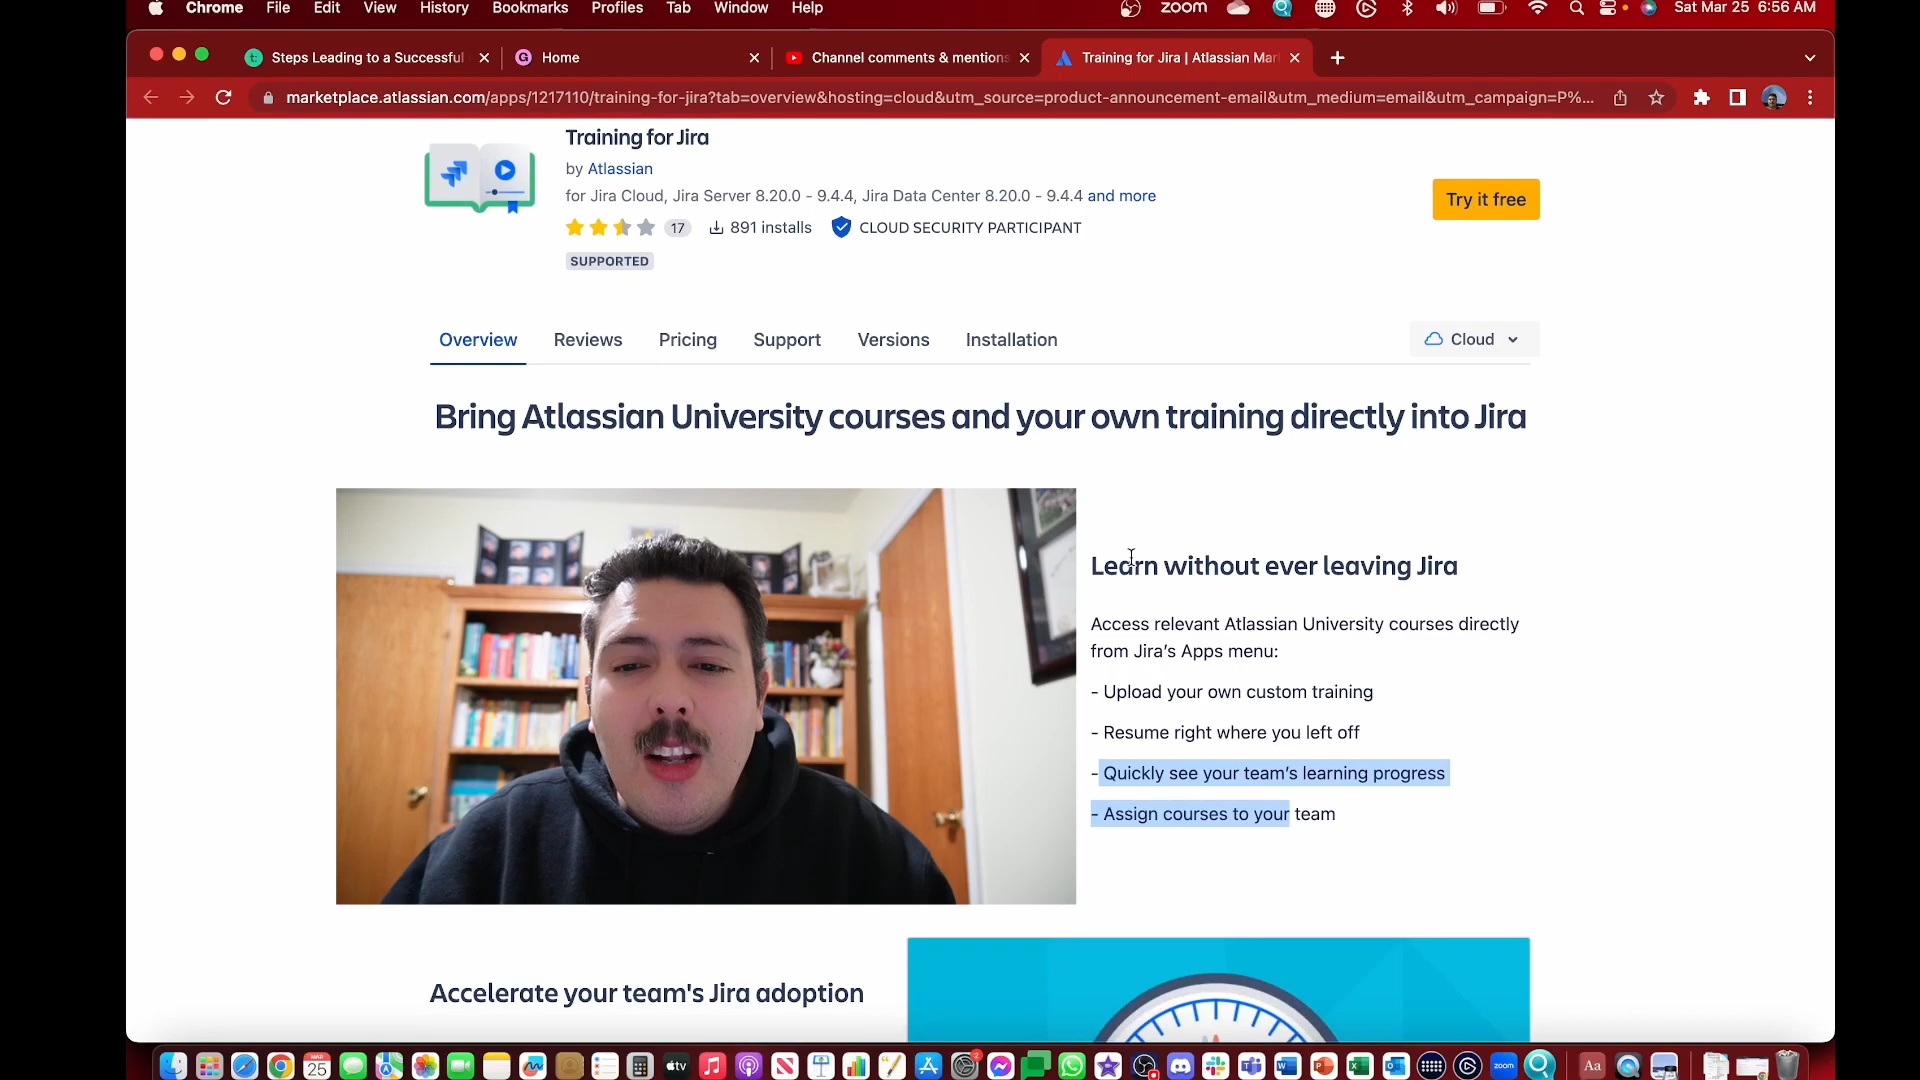 Chrome File Edit View History Bookmarks Profiles Tab Window Help zoom Sat Mar 25 6:56 AM
Steps Leading to a Successful Home Channel comments & mentions Training for Jira | Atlassian Mar
marketplace.atlassian.com/apps/1217110/training-for-jira?tab=overview&hosting=cloud&utm_source=product-announcement-email&utm_medium=email&utm_campaign=P%...
Training for Jira
by Atlassian
for Jira Cloud, Jira Server 8.20.0 - 9.4.4, Jira Data Center 8.20.0 - 9.4.4 and more
Try it free
17 891 installs CLOUD SECURITY PARTICIPANT
SUPPORTED
Overview Reviews Pricing Support Versions Installation Cloud
Bring Atlassian University courses and your own training directly into Jira
Learn without ever leaving Jira
Access relevant Atlassian University courses directly
from Jira's Apps menu:
- Upload your own custom training
- Resume right where you left off
- Quickly see your team's learning progress
- Assign courses to your team
Accelerate your team's Jira adoption
MAR
25
tv
2
zoom
Aa